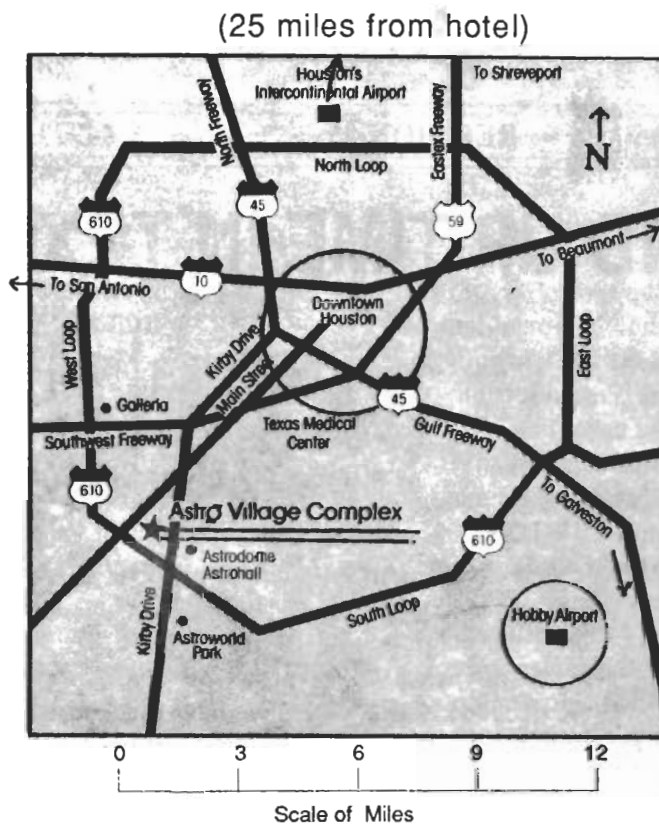 (25 miles from hotel)
Houston's
Intercontinental Airport
To Shreveport
North Freeway
Eastex Freeway
N
North Loop
610
45
59
To Beaumont
To San Antonio
10
Downtown
Houston
West Loop
Kirby Drive
Main Street
East Loop
Galleria
45
Southwest Freeway
Texas Medical
Center
Gulf Freeway
610
To Galveston
Astro Village Complex
610
Astrodome
Astrohall
South Loop
Hobby Airport
Kirby Drive
Astroworld
Park
0 3 6 9 12
Scale of Miles